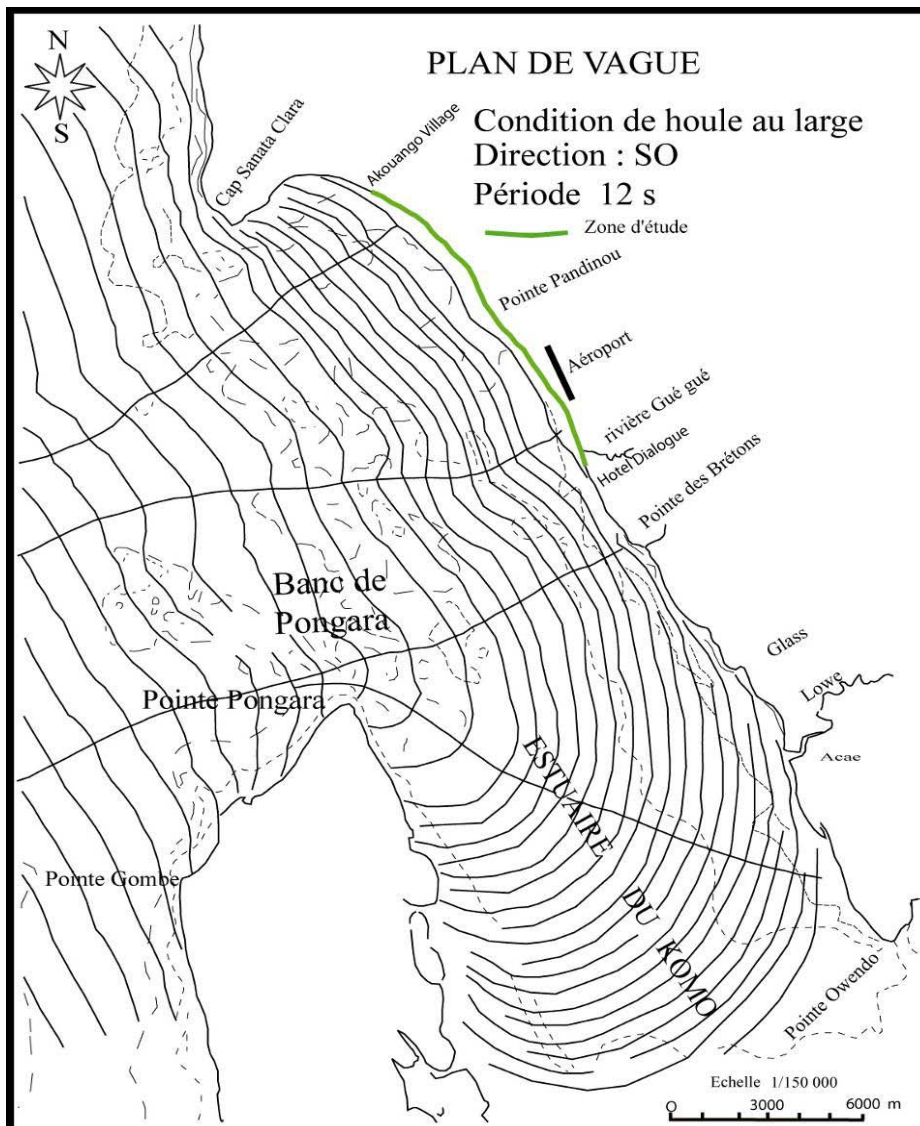 N
S
PLAN DE VAGUE
Condition de houle au large
Direction : SO
Période 12 s
Zone d'étude
Cap Sanata Clara
Akouango Village
Pointe Pandinou
Aéroport
rivière Gué gué
Hotel Dialogue
Pointe des Brétons
Banc de
Pongara
Pointe Pongara
Glass
Lowe
Acae
ESTUAIRE DU KOMO
Pointe Gombe
Pointe Owendo
Echelle 1/150 000
O 3000 6000 m